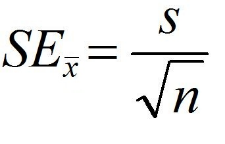 SE_x̄ = s / √n